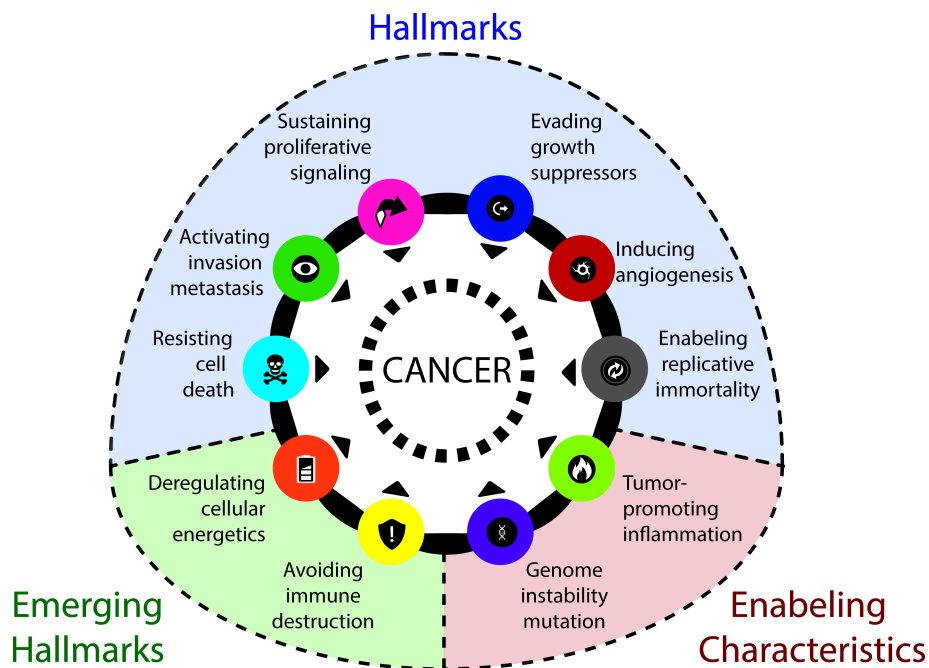 Hallmarks
Sustaining
proliferative
signaling
Evading
growth
suppressors
Activating
invasion
metastasis
Inducing
angiogenesis
Resisting
cell
death
CANCER
Enabeling
replicative
immortality
Deregulating
cellular
energetics
Tumor-
promoting
inflammation
Avoiding
immune
destruction
Genome
instability
mutation
Emerging
Hallmarks
Enabeling
Characteristics